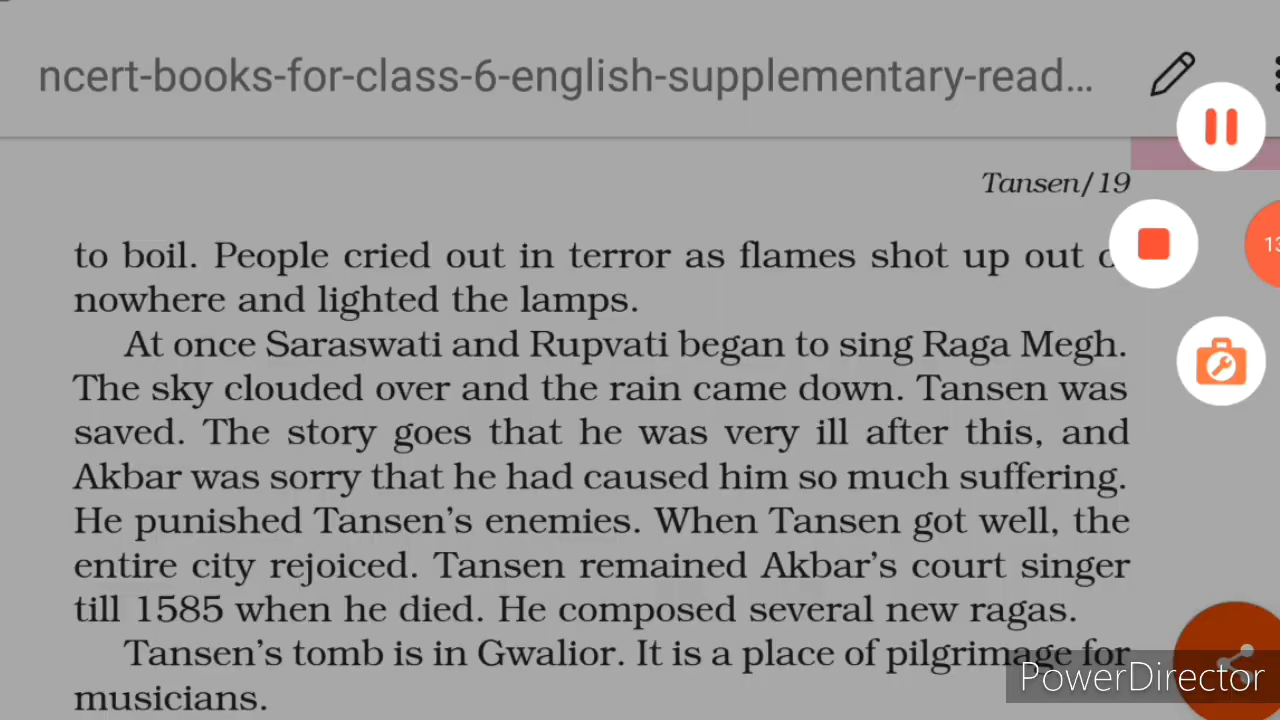 ncert-books-for-class-6-english-supplementary-read...
Tansen/19
to boil. People cried out in terror as flames shot up out
nowhere and lighted the lamps.
At once Saraswati and Rupvati began to sing Raga Megh.
The sky clouded over and the rain came down. Tansen was
saved. The story goes that he was very ill after this, and
Akbar was sorry that he had caused him so much suffering.
He punished Tansen's enemies. When Tansen got well, the
entire city rejoiced. Tansen remained Akbar's court singer
till 1585 when he died. He composed several new ragas.
Tansen's tomb is in Gwalior. It is a place of pilgrimage for
musicians.
PowerDirector